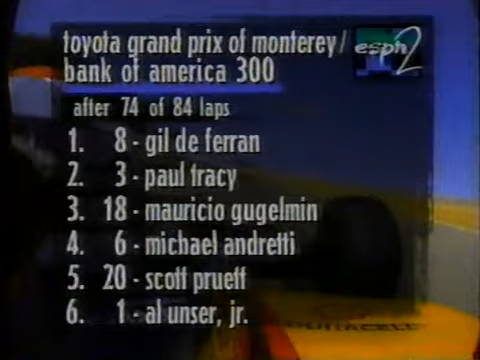 toyota grand prix of monterey/
bank of america 300
espn2
after 74 of 84 laps
1. 8 - gil de ferran
2. 3 - paul tracy
3. 18 - mauricio gugelmin
4. 6 - michael andretti
5. 20 - scott pruett
6. 1 - al unser, jr.
DURACELL